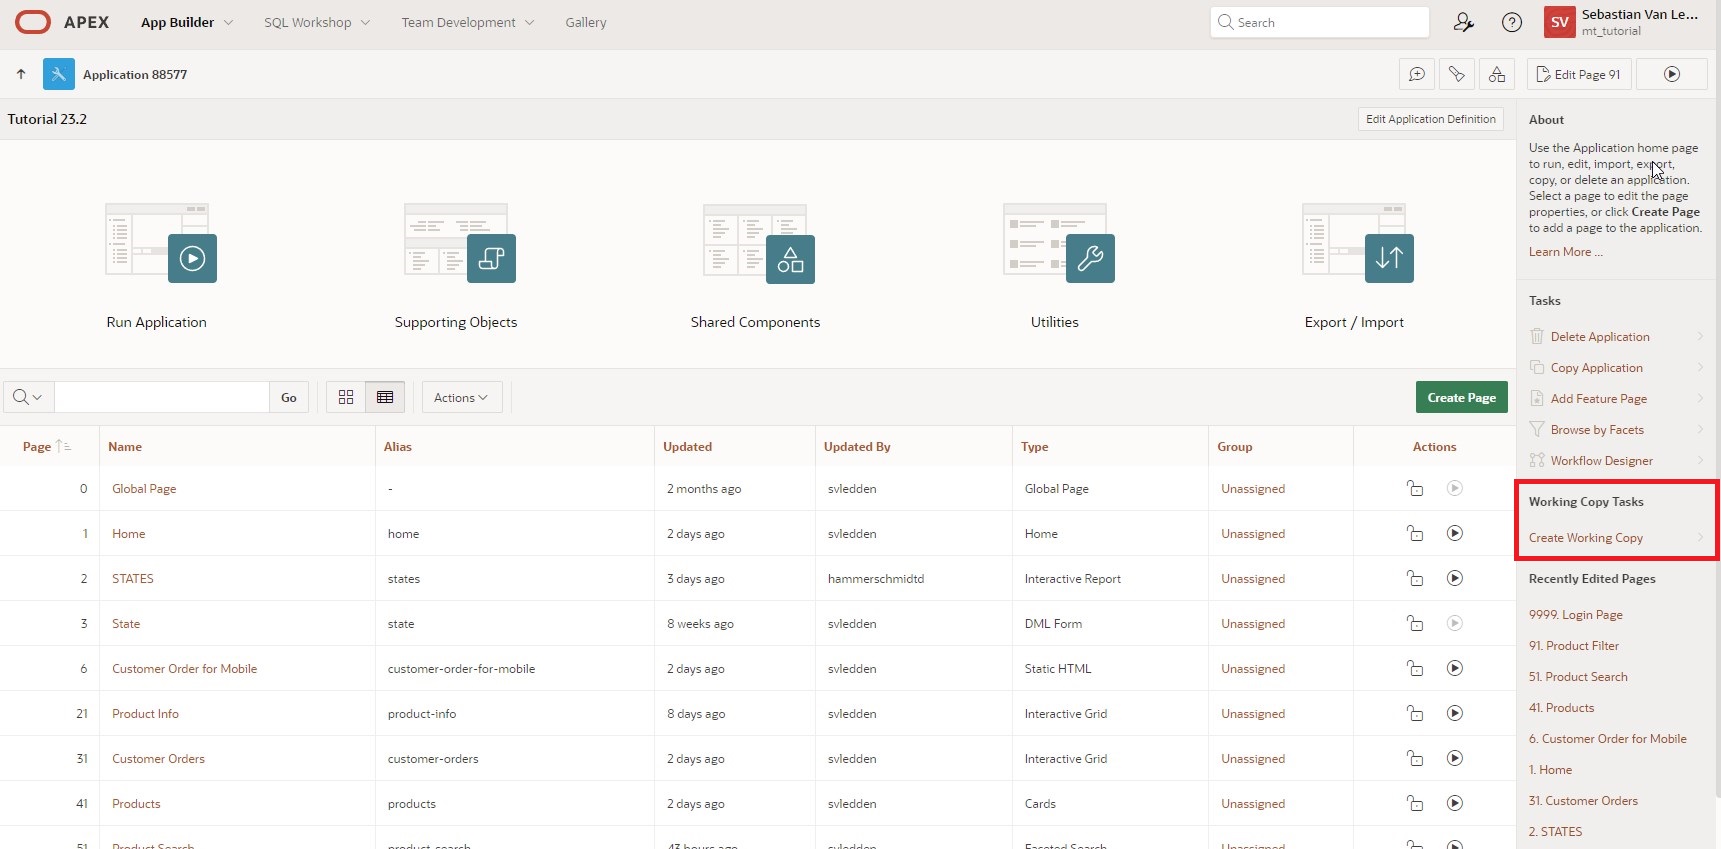 APEX App Builder SQL Workshop Team Development Gallery Search SV Sebastian Van Le...
mt_tutorial
Application 88577 Edit Page 91
Tutorial 23.2 Edit Application Definition
Run Application Supporting Objects Shared Components Utilities Export / Import
Go Actions Create Page
Page Name Alias Updated Updated By Type Group Actions
0 Global Page - 2 months ago svledden Global Page Unassigned
1 Home home 2 days ago svledden Home Unassigned
2 STATES states 3 days ago hammerschmidtd Interactive Report Unassigned
3 State state 8 weeks ago svledden DML Form Unassigned
6 Customer Order for Mobile customer-order-for-mobile 2 days ago svledden Static HTML Unassigned
21 Product Info product-info 8 days ago svledden Interactive Grid Unassigned
31 Customer Orders customer-orders 2 days ago svledden Interactive Grid Unassigned
41 Products products 2 days ago svledden Cards Unassigned
51 Product Search product-search 43 hours ago svledden Faceted Search Unassigned
About
Use the Application home page
to run, edit, import, export,
copy, or delete an application.
Select a page to edit the page
properties, or click Create Page
to add a page to the application.
Learn More ...
Tasks
Delete Application
Copy Application
Add Feature Page
Browse by Facets
Workflow Designer
Working Copy Tasks
Create Working Copy
Recently Edited Pages
9999. Login Page
91. Product Filter
51. Product Search
41. Products
6. Customer Order for Mobile
1. Home
31. Customer Orders
2. STATES